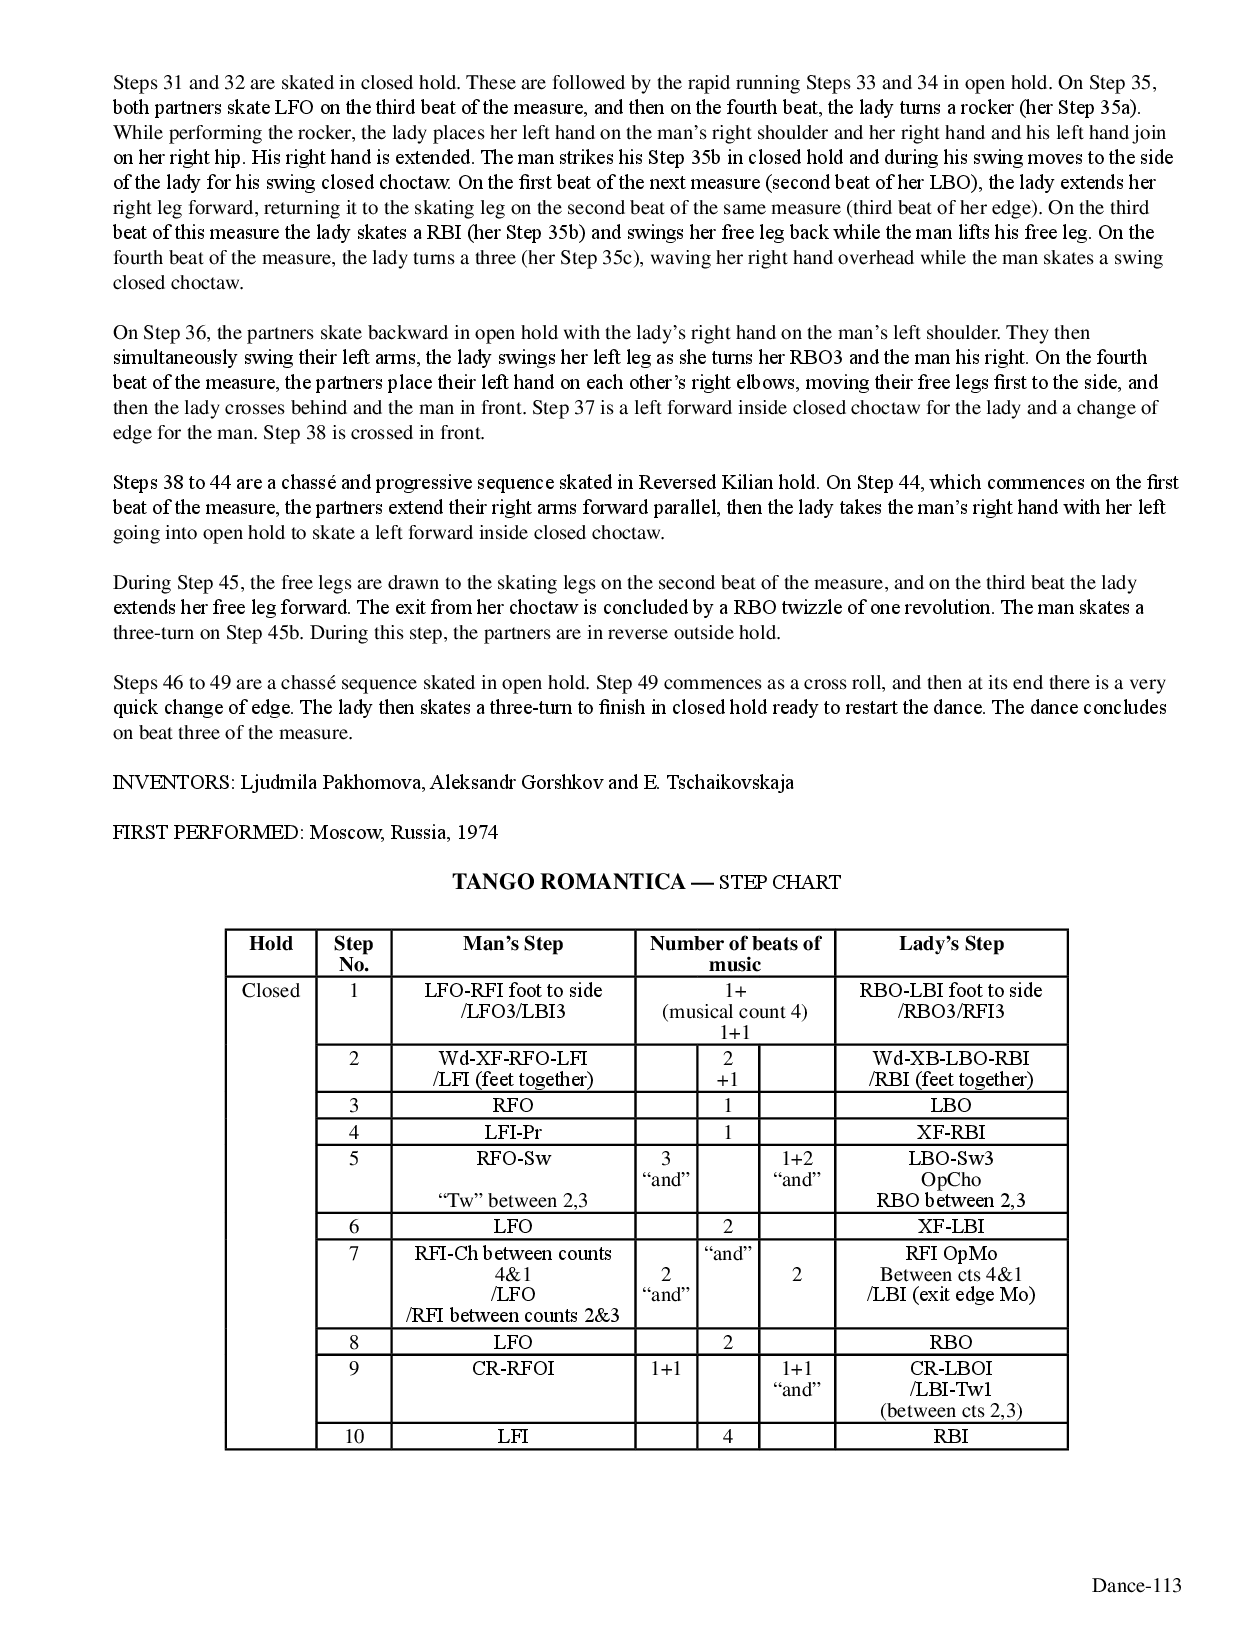 Steps 31 and 32 are skated in closed hold. These are followed by the rapid running Steps 33 and 34 in open hold. On Step 35,
both partners skate LFO on the third beat of the measure, and then on the fourth beat, the lady turns a rocker (her Step 35a).
While performing the rocker, the lady places her left hand on the man’s right shoulder and her right hand and his left hand join
on her right hip. His right hand is extended. The man strikes his Step 35b in closed hold and during his swing moves to the side
of the lady for his swing closed choctaw. On the first beat of the next measure (second beat of her LBO), the lady extends her
right leg forward, returning it to the skating leg on the second beat of the same measure (third beat of her edge). On the third
beat of this measure the lady skates a RBI (her Step 35b) and swings her free leg back while the man lifts his free leg. On the
fourth beat of the measure, the lady turns a three (her Step 35c), waving her right hand overhead while the man skates a swing
closed choctaw.
On Step 36, the partners skate backward in open hold with the lady’s right hand on the man’s left shoulder. They then
simultaneously swing their left arms, the lady swings her left leg as she turns her RBO3 and the man his right. On the fourth
beat of the measure, the partners place their left hand on each other’s right elbows, moving their free legs first to the side, and
then the lady crosses behind and the man in front. Step 37 is a left forward inside closed choctaw for the lady and a change of
edge for the man. Step 38 is crossed in front.
Steps 38 to 44 are a chassé and progressive sequence skated in Reversed Kilian hold. On Step 44, which commences on the first
beat of the measure, the partners extend their right arms forward parallel, then the lady takes the man’s right hand with her left
going into open hold to skate a left forward inside closed choctaw.
During Step 45, the free legs are drawn to the skating legs on the second beat of the measure, and on the third beat the lady
extends her free leg forward. The exit from her choctaw is concluded by a RBO twizzle of one revolution. The man skates a
three-turn on Step 45b. During this step, the partners are in reverse outside hold.
Steps 46 to 49 are a chassé sequence skated in open hold. Step 49 commences as a cross roll, and then at its end there is a very
quick change of edge. The lady then skates a three-turn to finish in closed hold ready to restart the dance. The dance concludes
on beat three of the measure.
INVENTORS: Ljudmila Pakhomova, Aleksandr Gorshkov and E. Tschaikovskaja
FIRST PERFORMED: Moscow, Russia, 1974
TANGO ROMANTICA — STEP CHART
Hold Step Man’s Step Number of beats of Lady’s Step
No. music
Closed 1 LFO-RFI foot to side 1+ RBO-LBI foot to side
/LFO3/LBI3 (musical count 4) /RBO3/RFI3
1+1
2 Wd-XF-RFO-LFI 2 Wd-XB-LBO-RBI
/LFI (feet together) +1 /RBI (feet together)
3 RFO 1 LBO
4 LFI-Pr 1 XF-RBI
5 RFO-Sw 3 1+2 LBO-Sw3
“and” “and” OpCho
“Tw” between 2,3 RBO between 2,3
6 LFO 2 XF-LBI
7 RFI-Ch between counts “and” RFI OpMo
4&1 2 2 Between cts 4&1
/LFO “and” /LBI (exit edge Mo)
/RFI between counts 2&3
8 LFO 2 RBO
9 CR-RFOI 1+1 1+1 CR-LBOI
“and” /LBI-Tw1
(between cts 2,3)
10 LFI 4 RBI
Dance-113